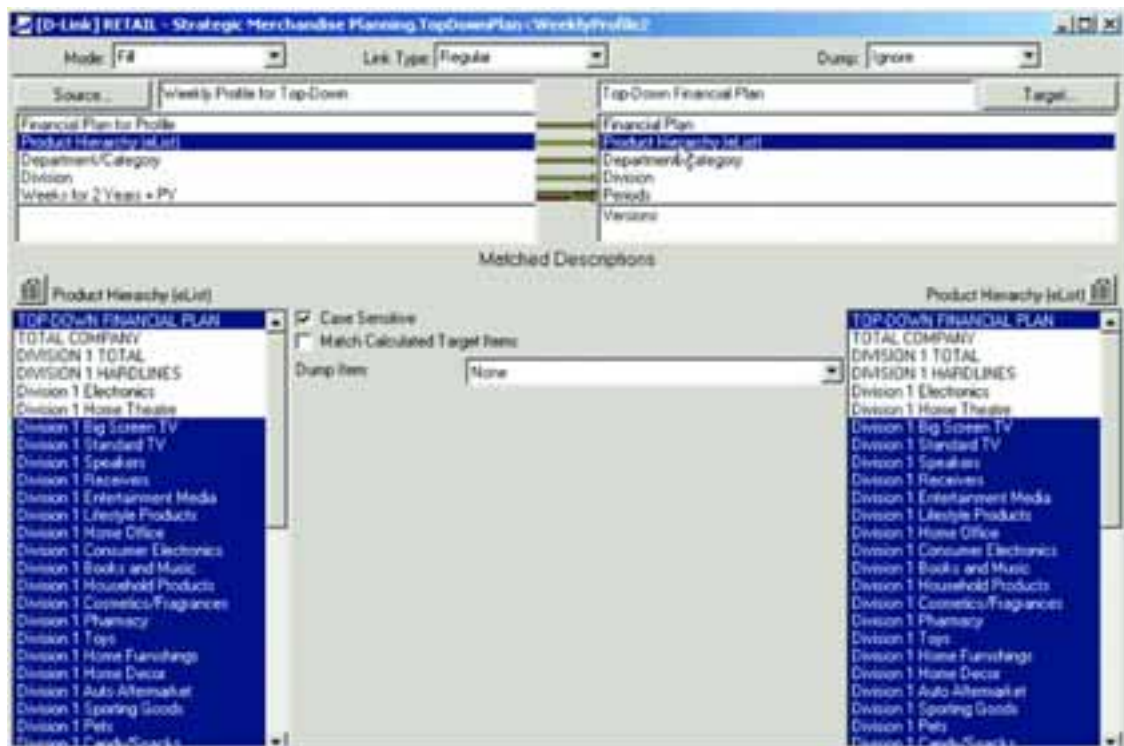 [D-Link] RETAIL - Strategic Merchandise Planning.TopDownPlan<WeeklyProfile2
Mode: Fill Link Type: Regular Dump: Ignore
Source... Weekly Profile for Top-Down Top-Down Financial Plan Target...
Financial Plan for Profile Financial Plan
Product Hierarchy (eList) Product Hierarchy (eList)
Department/Category Department/Category
Division Division
Weeks for 2 Years + PV Periods
Versions
Matched Descriptions
Product Hierarchy (eList) Product Hierarchy (eList)
TOP-DOWN FINANCIAL PLAN Case Sensitive TOP-DOWN FINANCIAL PLAN
TOTAL COMPANY Match Calculated Target Items TOTAL COMPANY
DIVISION 1 TOTAL DIVISION 1 TOTAL
DIVISION 1 HARDLINES Dump Item: None DIVISION 1 HARDLINES
Division 1 Electronics Division 1 Electronics
Division 1 Home Theatre Division 1 Home Theatre
Division 1 Big Screen TV Division 1 Big Screen TV
Division 1 Standard TV Division 1 Standard TV
Division 1 Speakers Division 1 Speakers
Division 1 Receivers Division 1 Receivers
Division 1 Entertainment Media Division 1 Entertainment Media
Division 1 Lifestyle Products Division 1 Lifestyle Products
Division 1 Home Office Division 1 Home Office
Division 1 Consumer Electronics Division 1 Consumer Electronics
Division 1 Books and Music Division 1 Books and Music
Division 1 Household Products Division 1 Household Products
Division 1 Cosmetics/Fragrances Division 1 Cosmetics/Fragrances
Division 1 Pharmacy Division 1 Pharmacy
Division 1 Toys Division 1 Toys
Division 1 Home Furnishings Division 1 Home Furnishings
Division 1 Home Decor Division 1 Home Decor
Division 1 Auto Aftermarket Division 1 Auto Aftermarket
Division 1 Sporting Goods Division 1 Sporting Goods
Division 1 Pets Division 1 Pets
Division 1 Candy/Snacks Division 1 Candy/Snacks